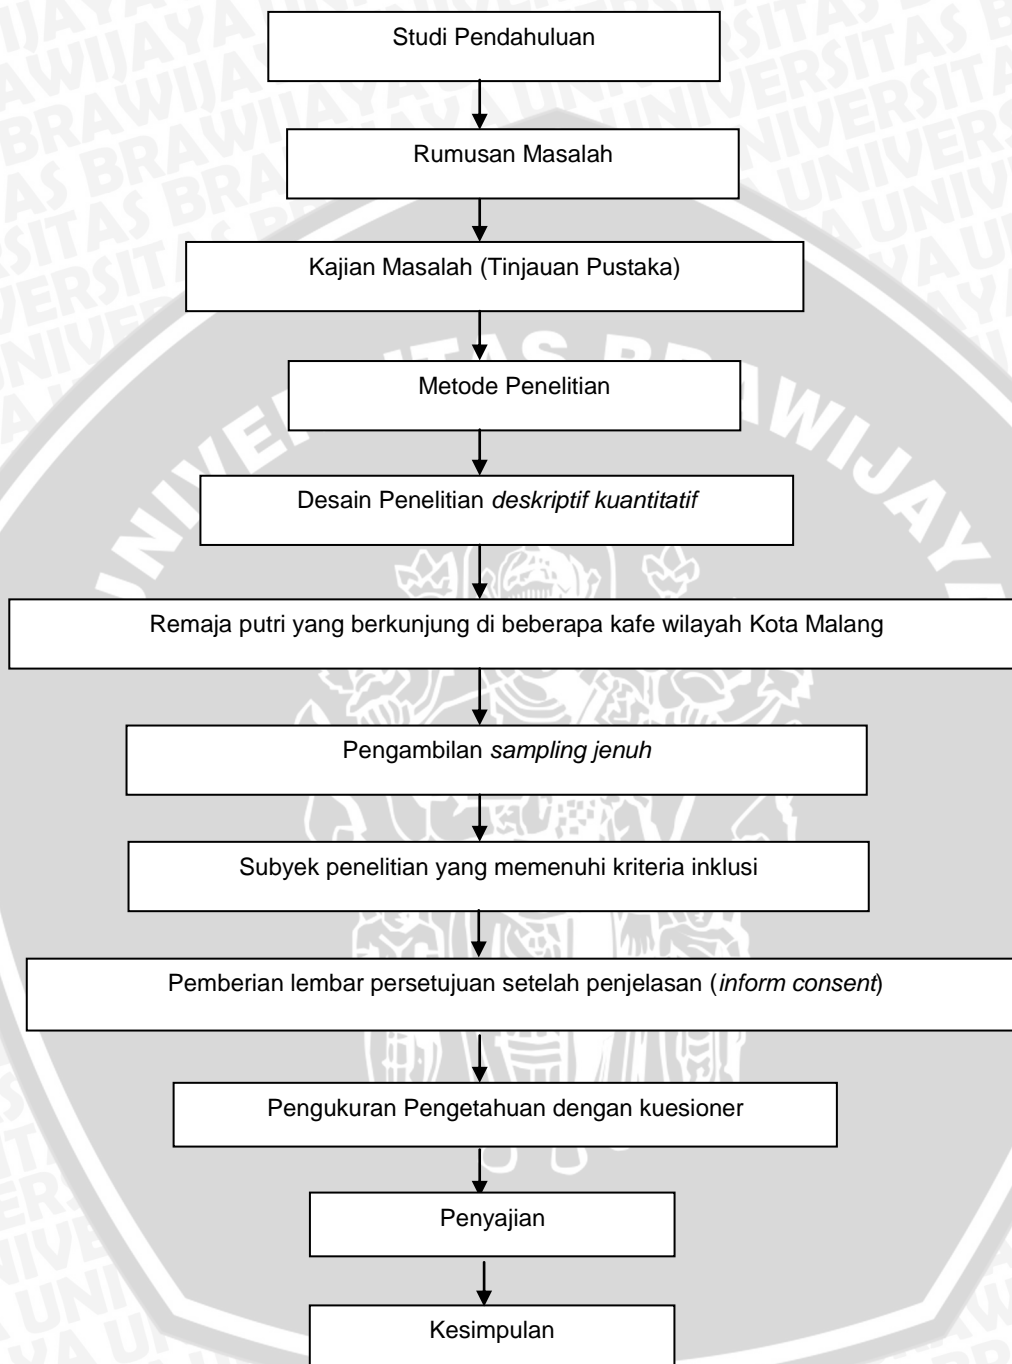 Studi Pendahuluan
Rumusan Masalah
Kajian Masalah (Tinjauan Pustaka)
Metode Penelitian
Desain Penelitian deskriptif kuantitatif
Remaja putri yang berkunjung di beberapa kafe wilayah Kota Malang
Pengambilan sampling jenuh
Subyek penelitian yang memenuhi kriteria inklusi
Pemberian lembar persetujuan setelah penjelasan (inform consent)
Pengukuran Pengetahuan dengan kuesioner
Penyajian
Kesimpulan